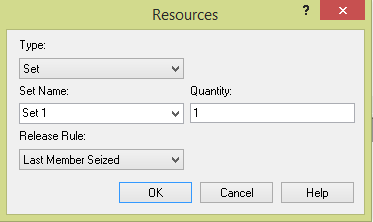 Resources
? ×
Type:
Set
Set Name: Quantity:
Set 1 1
Release Rule:
Last Member Seized
OK Cancel Help